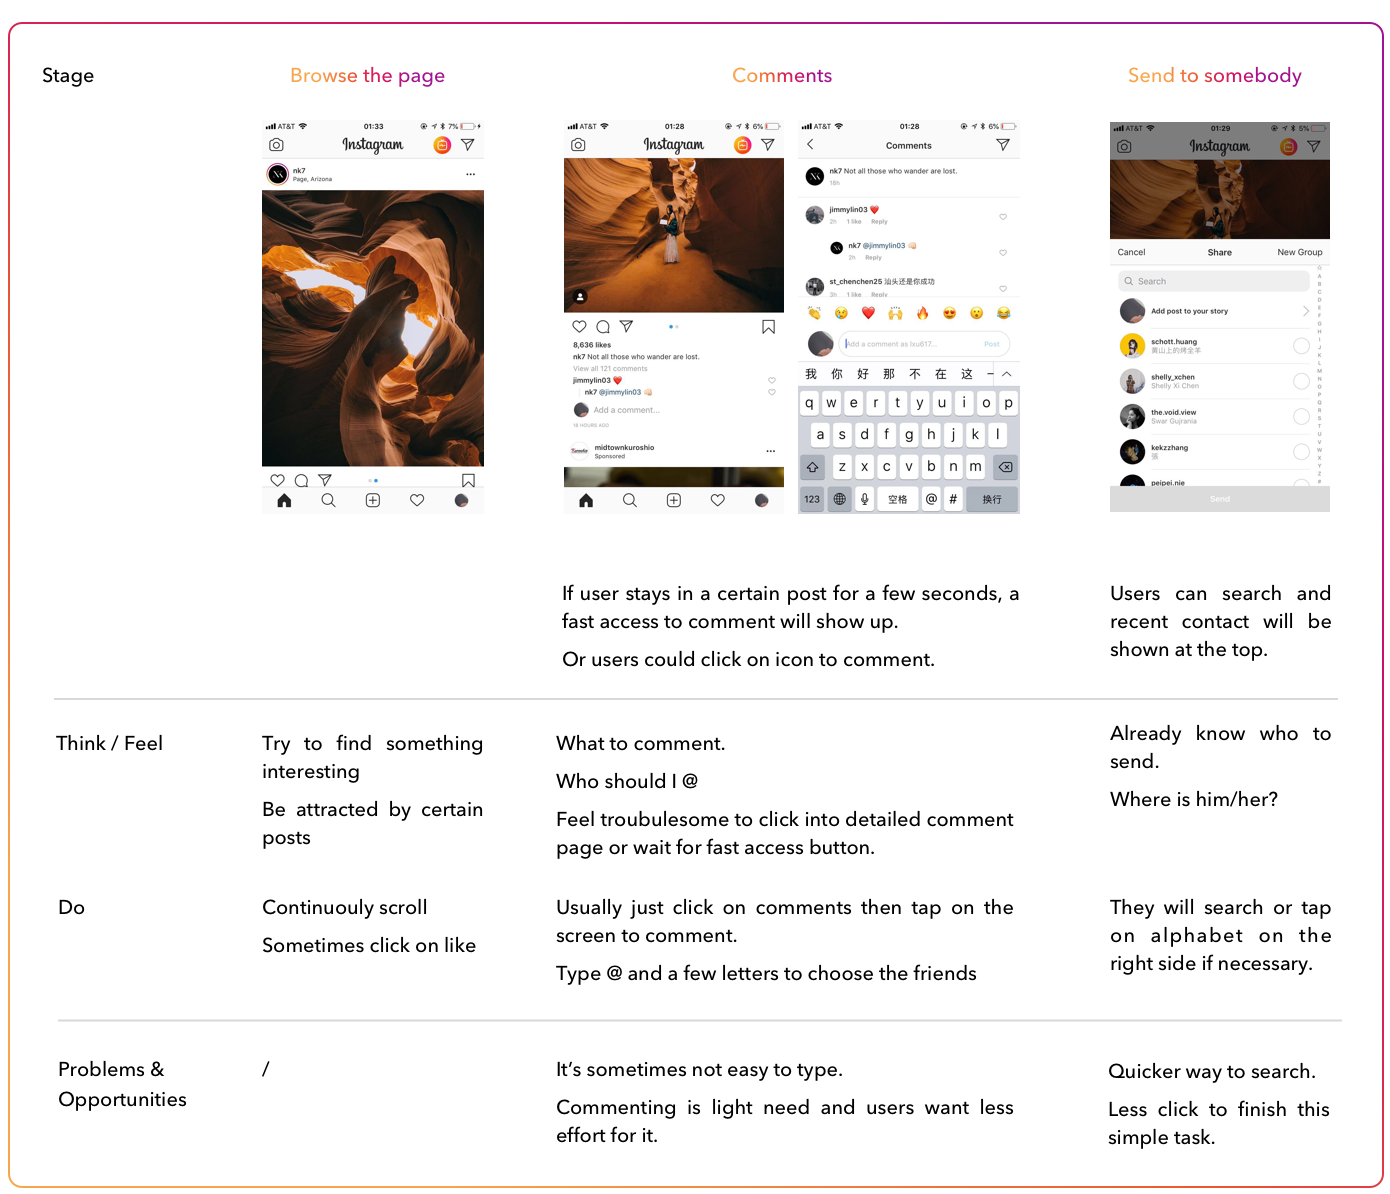 Stage
Browse the page
Comments
Send to somebody
AT&T 01:33 7%
Instagram
nk7
Page, Arizona
AT&T 01:28 6%
Instagram
8,636 likes
nk7 Not all those who wander are lost.
View all 121 comments
jimmylin03 ❤️
nk7 @jimmylin03 🤜🏻
Add a comment...
18 HOURS AGO
midtownkuroshio
Sponsored
AT&T 01:28 6%
Comments
nk7 Not all those who wander are lost.
18h
jimmylin03 ❤️
2h 1 like Reply
nk7 @jimmylin03 🤜🏻
2h Reply
st_chenchen25 汕头还是你成功
3h 1 like Reply
👏 😢 ❤️ 🙌 🔥 😍 😮 😂
Add a comment as lxu617... Post
我 你 好 那 不 在 这 一
q w e r t y u i o p
a s d f g h j k l
z x c v b n m
123 空格 @ # 换行
AT&T 01:29 5%
Instagram
Cancel Share New Group
Search
Add post to your story
schott.huang
黄山上的烤全羊
shelly_xchen
Shelly Xi Chen
the.void.view
Swar Gujrania
kekzzhang
peipei.nie
Send
A
B
C
D
E
F
G
H
I
J
K
L
M
N
O
P
Q
R
S
T
U
V
W
X
Y
Z
#
If user stays in a certain post for a few seconds, a
fast access to comment will show up.
Or users could click on icon to comment.
Users can search and
recent contact will be
shown at the top.
Think / Feel
Try to find something
interesting
Be attracted by certain
posts
What to comment.
Who should I @
Feel troubulesome to click into detailed comment
page or wait for fast access button.
Already know who to
send.
Where is him/her?
Do
Continuouly scroll
Sometimes click on like
Usually just click on comments then tap on the
screen to comment.
Type @ and a few letters to choose the friends
They will search or tap
on alphabet on the
right side if necessary.
Problems &
Opportunities
/
It’s sometimes not easy to type.
Commenting is light need and users want less
effort for it.
Quicker way to search.
Less click to finish this
simple task.